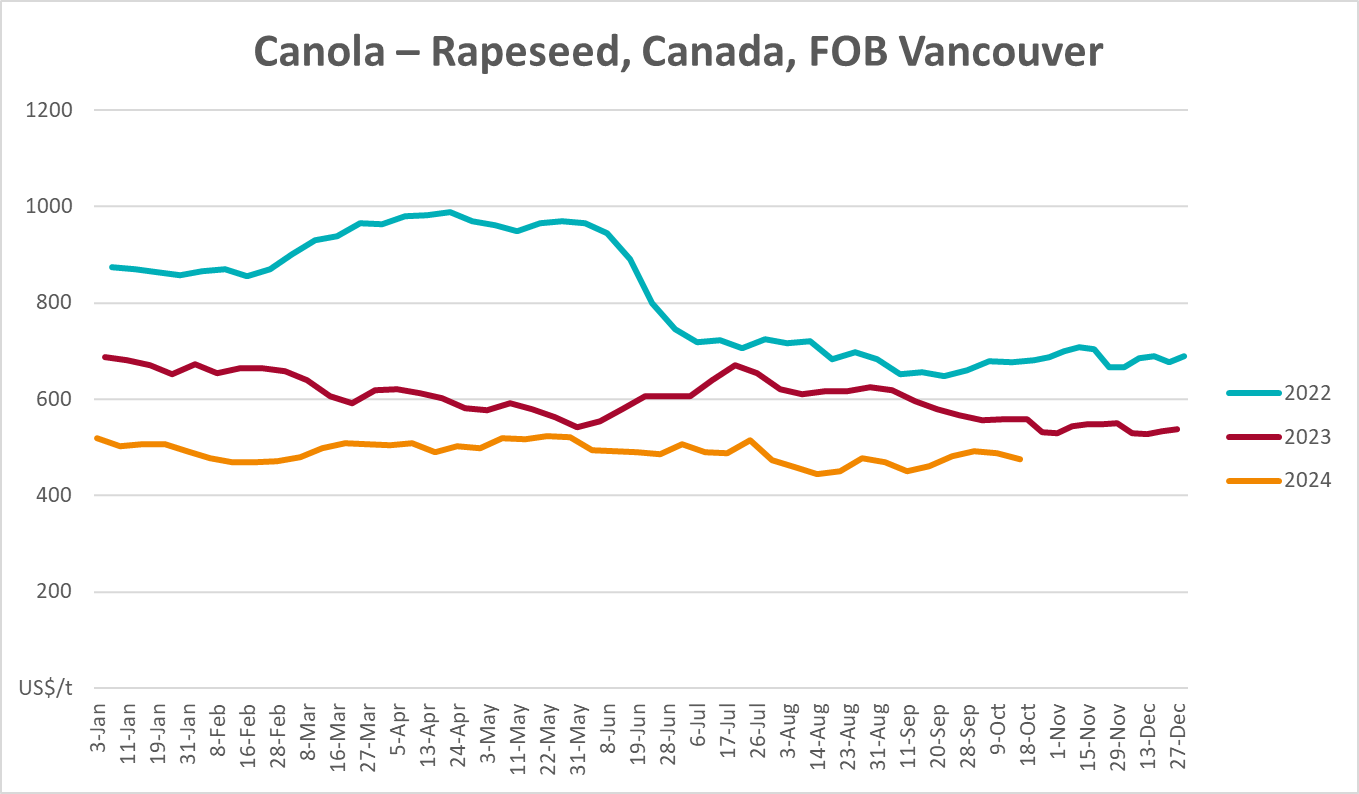 Canola – Rapeseed, Canada, FOB Vancouver
1200
1000
800
600
400
200
US$/t
3-Jan
11-Jan
19-Jan
31-Jan
8-Feb
16-Feb
28-Feb
8-Mar
16-Mar
27-Mar
5-Apr
13-Apr
24-Apr
3-May
11-May
22-May
31-May
8-Jun
19-Jun
28-Jun
6-Jul
17-Jul
26-Jul
3-Aug
14-Aug
23-Aug
31-Aug
11-Sep
20-Sep
28-Sep
9-Oct
18-Oct
1-Nov
15-Nov
29-Nov
13-Dec
27-Dec
2022
2023
2024